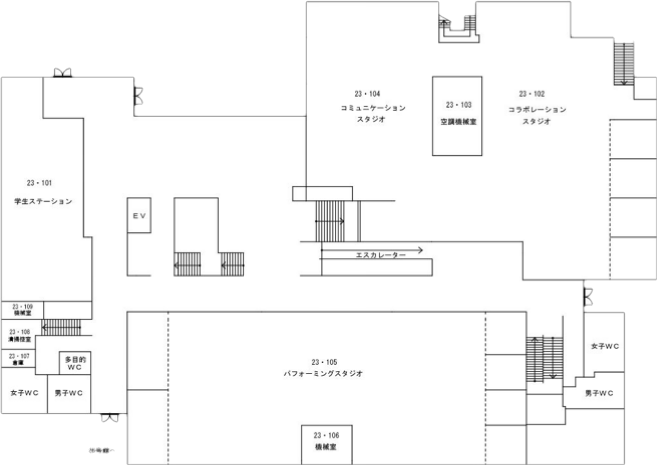 23・104
コミュニケーション
スタジオ
23・103
空調機械室
23・102
コラボレーション
スタジオ
23・101
学生ステーション
EV
エスカレーター
23・109
機械室
23・108
清掃控室
23・107
倉庫
多目的
WC
女子WC
男子WC
23・105
パフォーミングスタジオ
23・106
機械室
女子WC
男子WC